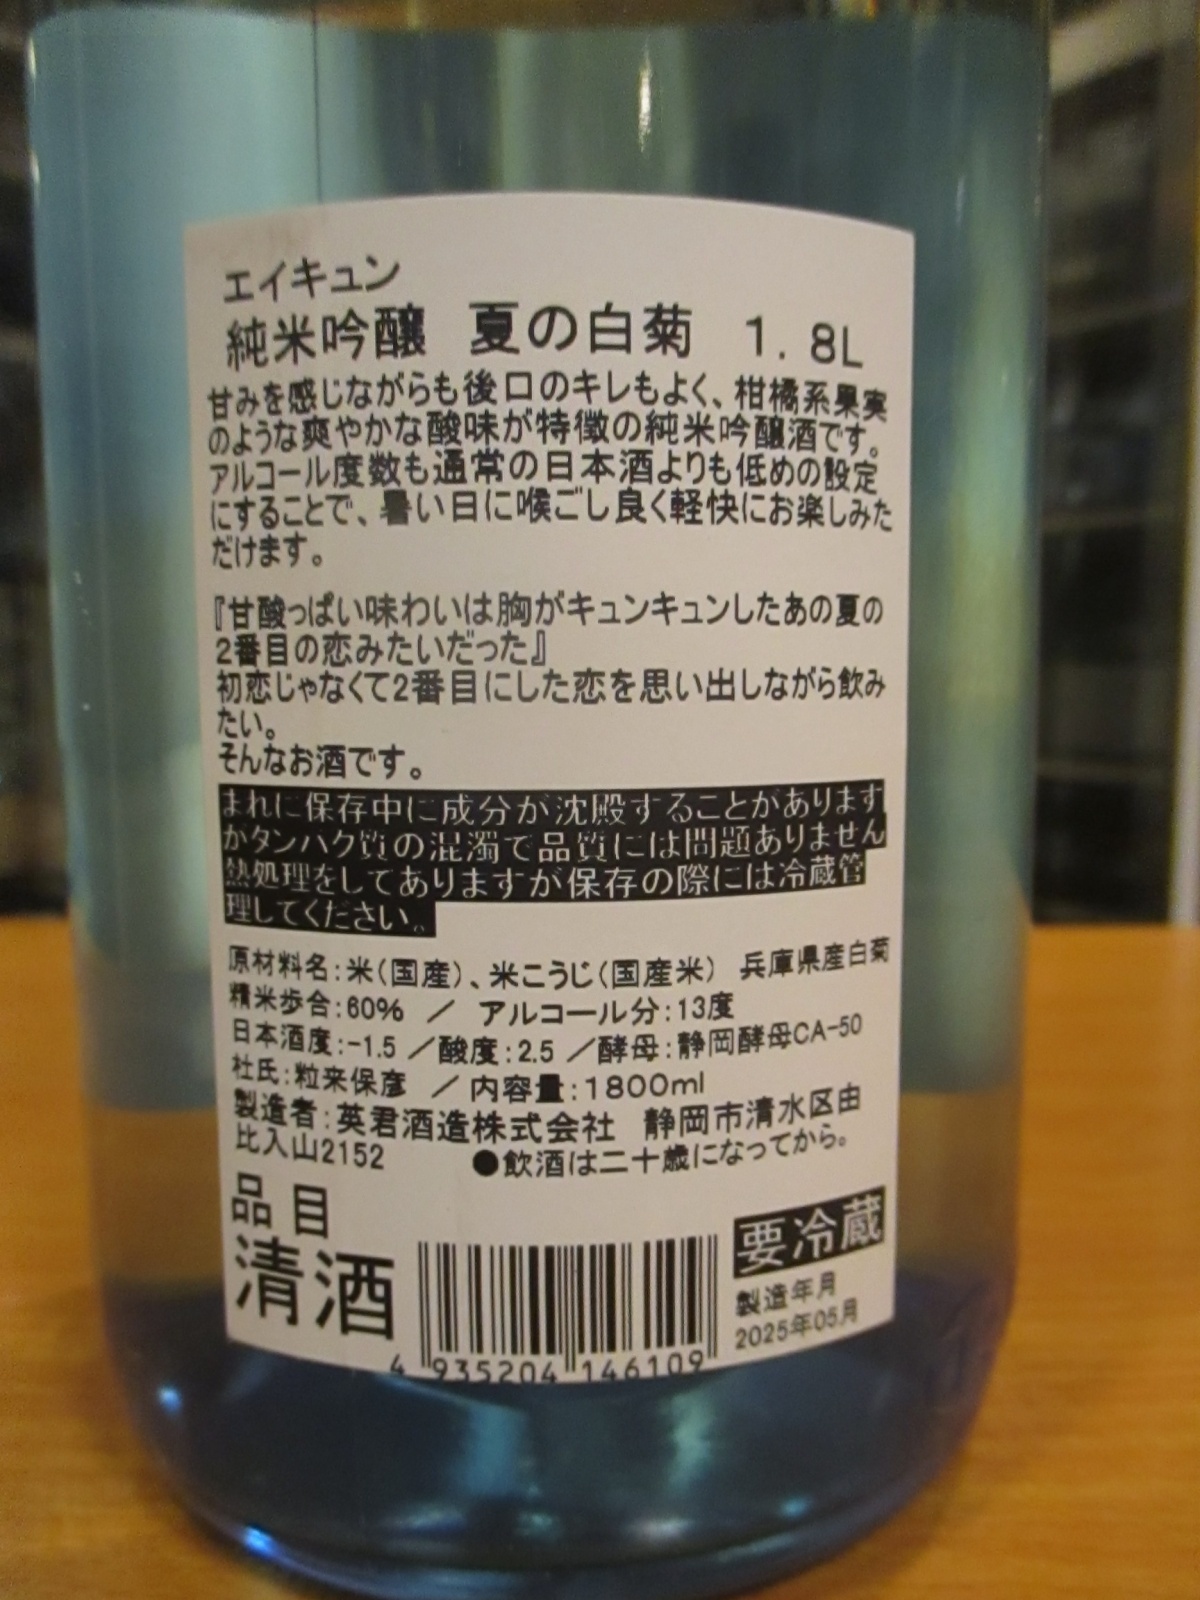 エイキュン
純米吟醸 夏の白菊 1.8L
甘みを感じながらも後口のキレもよく、柑橘系果実
のような爽やかな酸味が特徴の純米吟醸酒です。
アルコール度数も通常の日本酒よりも低めの設定
にすることで、暑い日に喉ごし良く軽快にお楽しみた
だけます。
『甘酸っぱい味わいは胸がキュンキュンしたあの夏の
2番目の恋みたいだった』
初恋じゃなくて2番目にした恋を思い出しながら飲み
たい。
そんなお酒です。
まれに保存中に成分が沈殿することがあります
がタンパク質の混濁で品質には問題ありません
熱処理をしてありますが保存の際には冷蔵管
理してください。
原材料名:米(国産)、米こうじ(国産米) 兵庫県産白菊
精米歩合:60% / アルコール分:13度
日本酒度:-1.5 /酸度:2.5 /酵母:静岡酵母CA-50
杜氏:粒来保彦 /内容量:1800ml
製造者:英君酒造株式会社 静岡市清水区由
比入山2152 ●飲酒は二十歳になってから。
品目
清酒
要冷蔵
製造年月
2025年05月
4 935204 146109